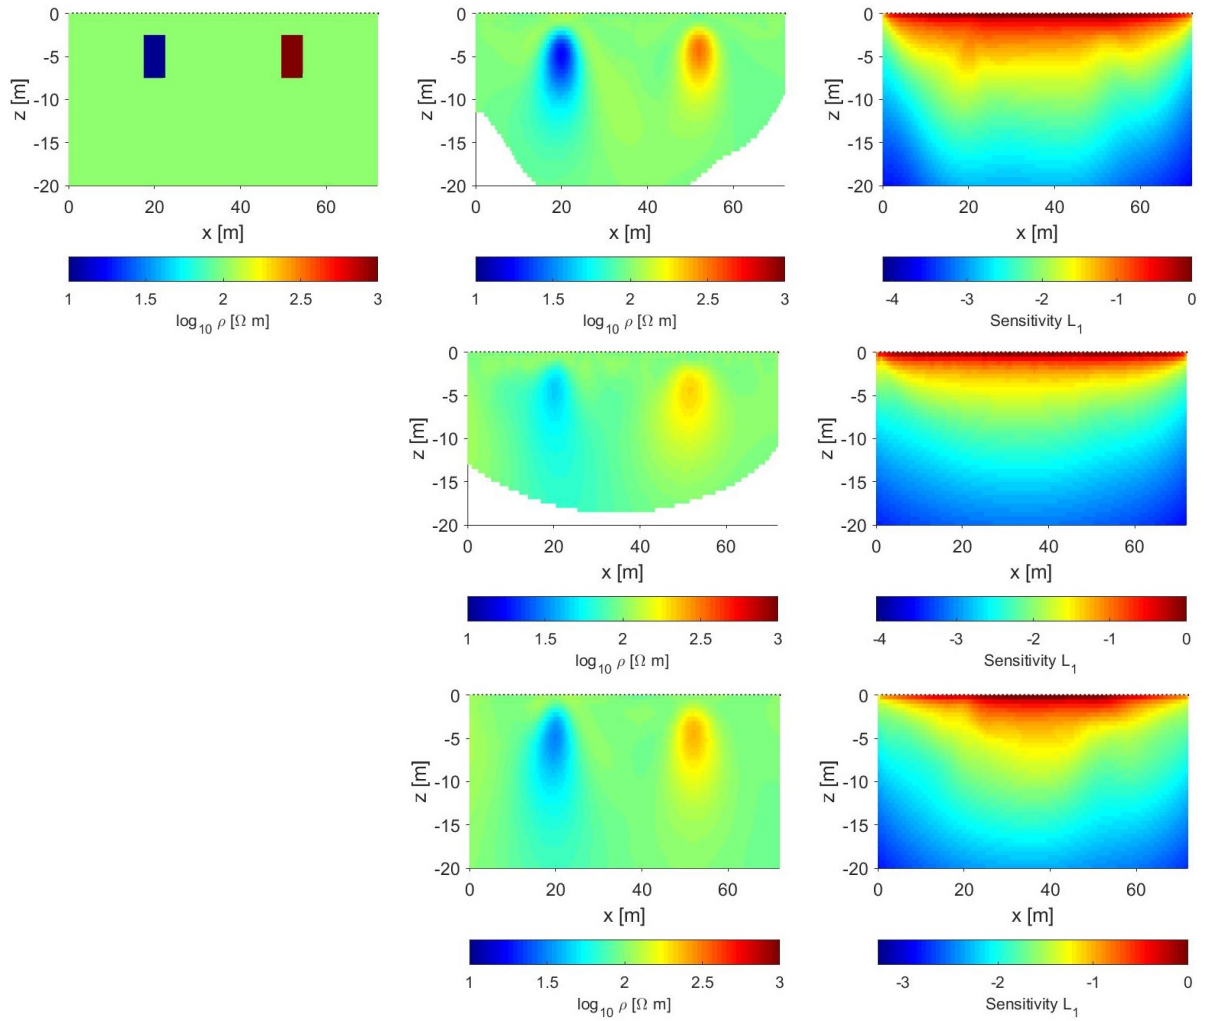 0
-5
-10
-15
-20
z [m]
0 20 40 60
x [m]
1 1.5 2 2.5 3
log₁₀ ρ [Ω m]
0
-5
-10
-15
-20
z [m]
0 20 40 60
x [m]
1 1.5 2 2.5 3
log₁₀ ρ [Ω m]
0
-5
-10
-15
-20
z [m]
0 20 40 60
x [m]
-4 -3 -2 -1 0
Sensitivity L₁
0
-5
-10
-15
-20
z [m]
0 20 40 60
x [m]
1 1.5 2 2.5 3
log₁₀ ρ [Ω m]
0
-5
-10
-15
-20
z [m]
0 20 40 60
x [m]
-4 -3 -2 -1 0
Sensitivity L₁
0
-5
-10
-15
-20
z [m]
0 20 40 60
x [m]
1 1.5 2 2.5 3
log₁₀ ρ [Ω m]
0
-5
-10
-15
-20
z [m]
0 20 40 60
x [m]
-3 -2 -1 0
Sensitivity L₁